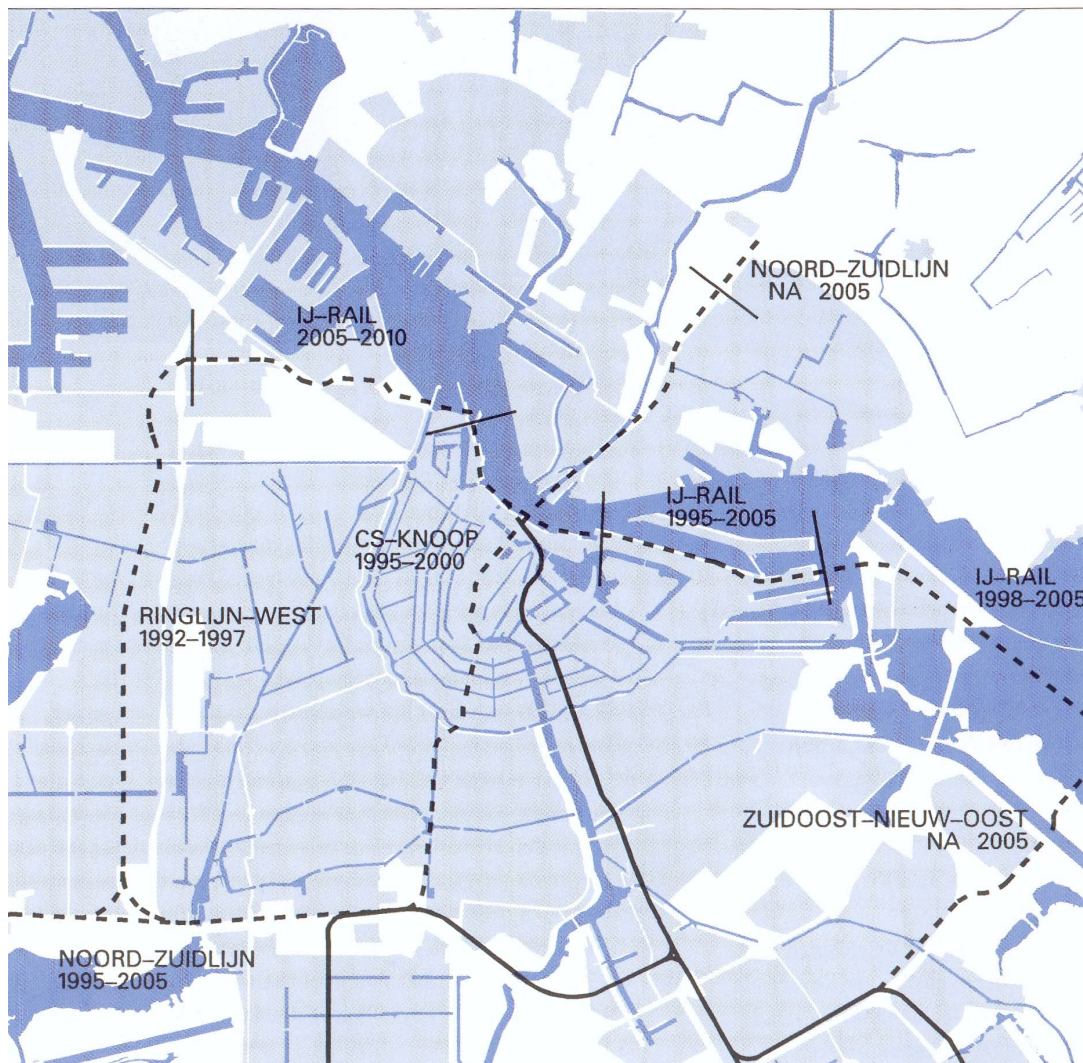 NOORD–ZUIDLIJN
NA 2005
IJ–RAIL
2005–2010
IJ–RAIL
1995–2005
CS–KNOOP
1995–2000
IJ–RAIL
1998–2005
RINGLIJN–WEST
1992–1997
ZUIDOOST–NIEUW–OOST
NA 2005
NOORD–ZUIDLIJN
1995–2005